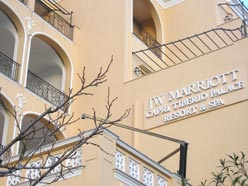 JW MARRIOTT
CAPRI TIBERIO PALACE
RESORT & SPA